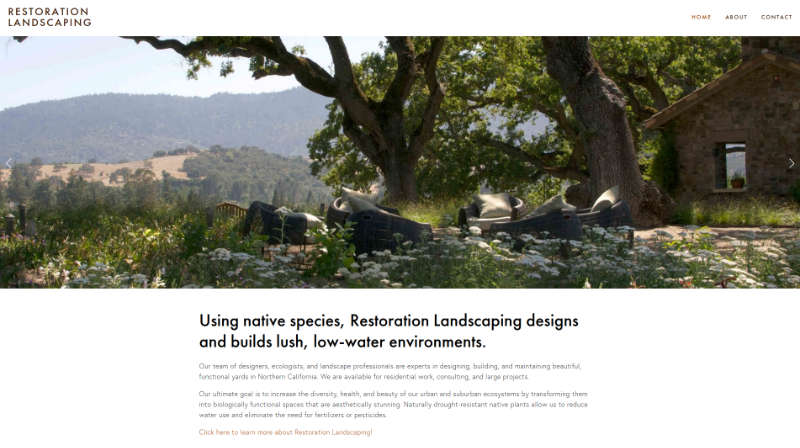 RESTORATION
LANDSCAPING
HOME ABOUT CONTACT
Using native species, Restoration Landscaping designs
and builds lush, low-water environments.
Our team of designers, ecologists, and landscape professionals are experts in designing, building, and maintaining beautiful,
functional yards in Northern California. We are available for residential work, consulting, and large projects.
Our ultimate goal is to increase the diversity, health, and beauty of our urban and suburban ecosystems by transforming them
into biologically functional spaces that are aesthetically stunning. Naturally drought-resistant native plants allow us to reduce
water use and eliminate the need for fertilizers or pesticides.
Click here to learn more about Restoration Landscaping!